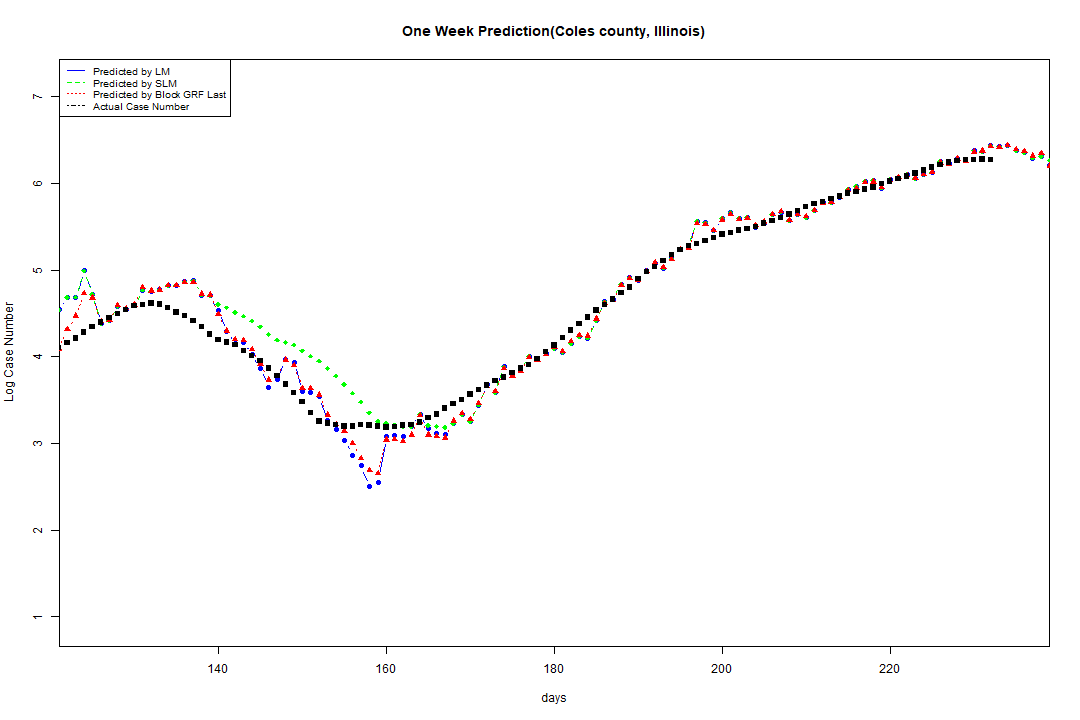 One Week Prediction(Coles county, Illinois)
Predicted by LM
Predicted by SLM
Predicted by Block GRF Last
Actual Case Number
7
6
5
4
3
2
1
Log Case Number
140 160 180 200 220
days